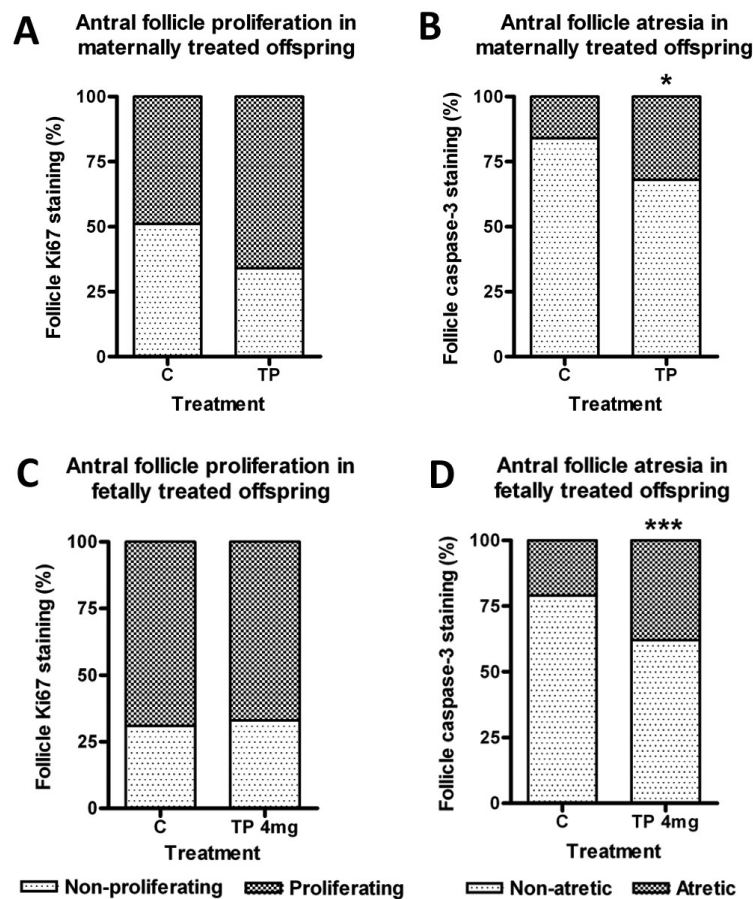 A
Antral follicle proliferation in
maternally treated offspring
Follicle Ki67 staining (%)
100
75
50
25
0
C
TP
Treatment
B
Antral follicle atresia in
maternally treated offspring
*
Follicle caspase-3 staining (%)
100
75
50
25
0
C
TP
Treatment
C
Antral follicle proliferation in
fetally treated offspring
Follicle Ki67 staining (%)
100
75
50
25
0
C
TP 4mg
Treatment
Non-proliferating
Proliferating
D
Antral follicle atresia in
fetally treated offspring
***
Follicle caspase-3 staining (%)
100
75
50
25
0
C
TP 4mg
Treatment
Non-atretic
Atretic